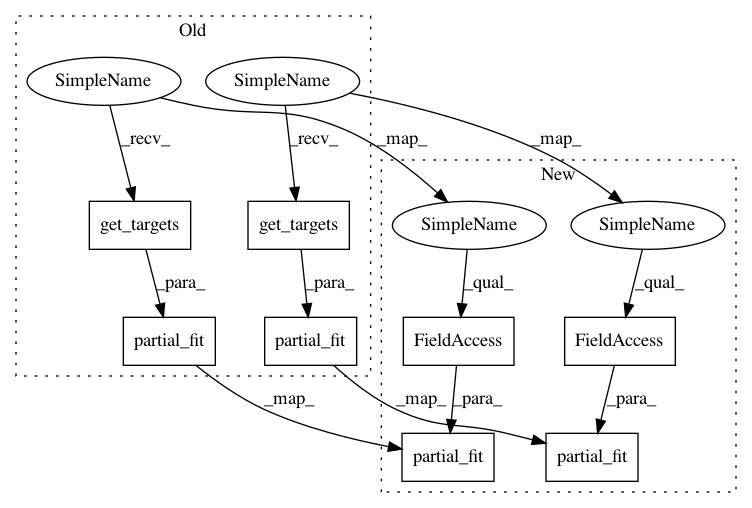 Old
SimpleName
SimpleName
_recv_
_recv_
_map_
_map_
New
get_targets
get_targets
SimpleName
SimpleName
_para_
_para_
_qual_
_qual_
partial_fit
partial_fit
FieldAccess
FieldAccess
_map_
_map_
_para_
_para_
partial_fit
partial_fit